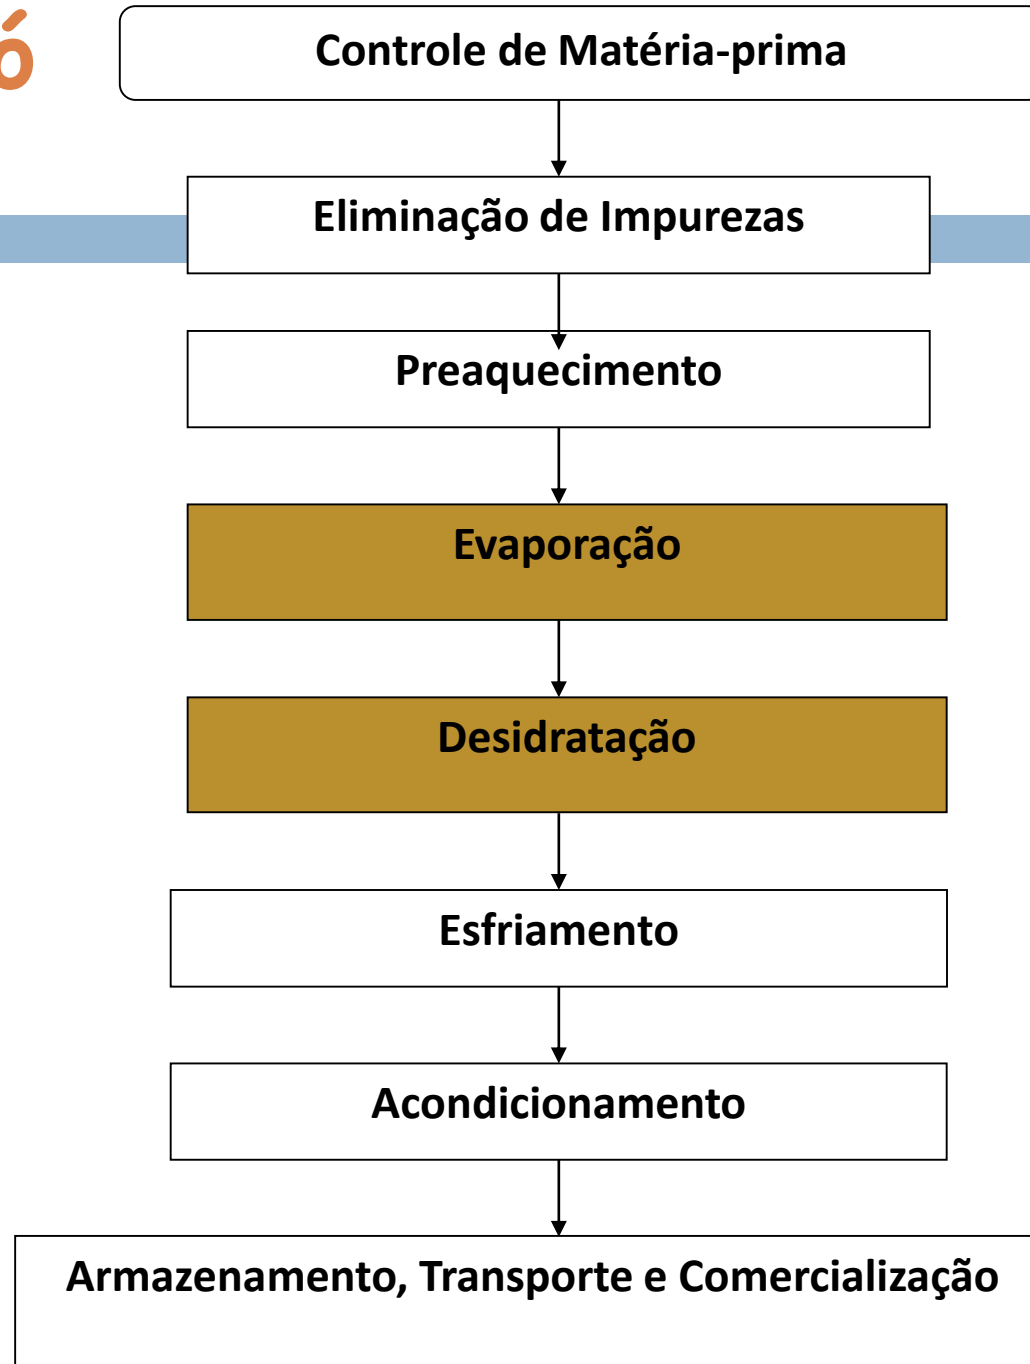 ó
Controle de Matéria-prima
Eliminação de Impurezas
Preaquecimento
Evaporação
Desidratação
Esfriamento
Acondicionamento
Armazenamento, Transporte e Comercialização